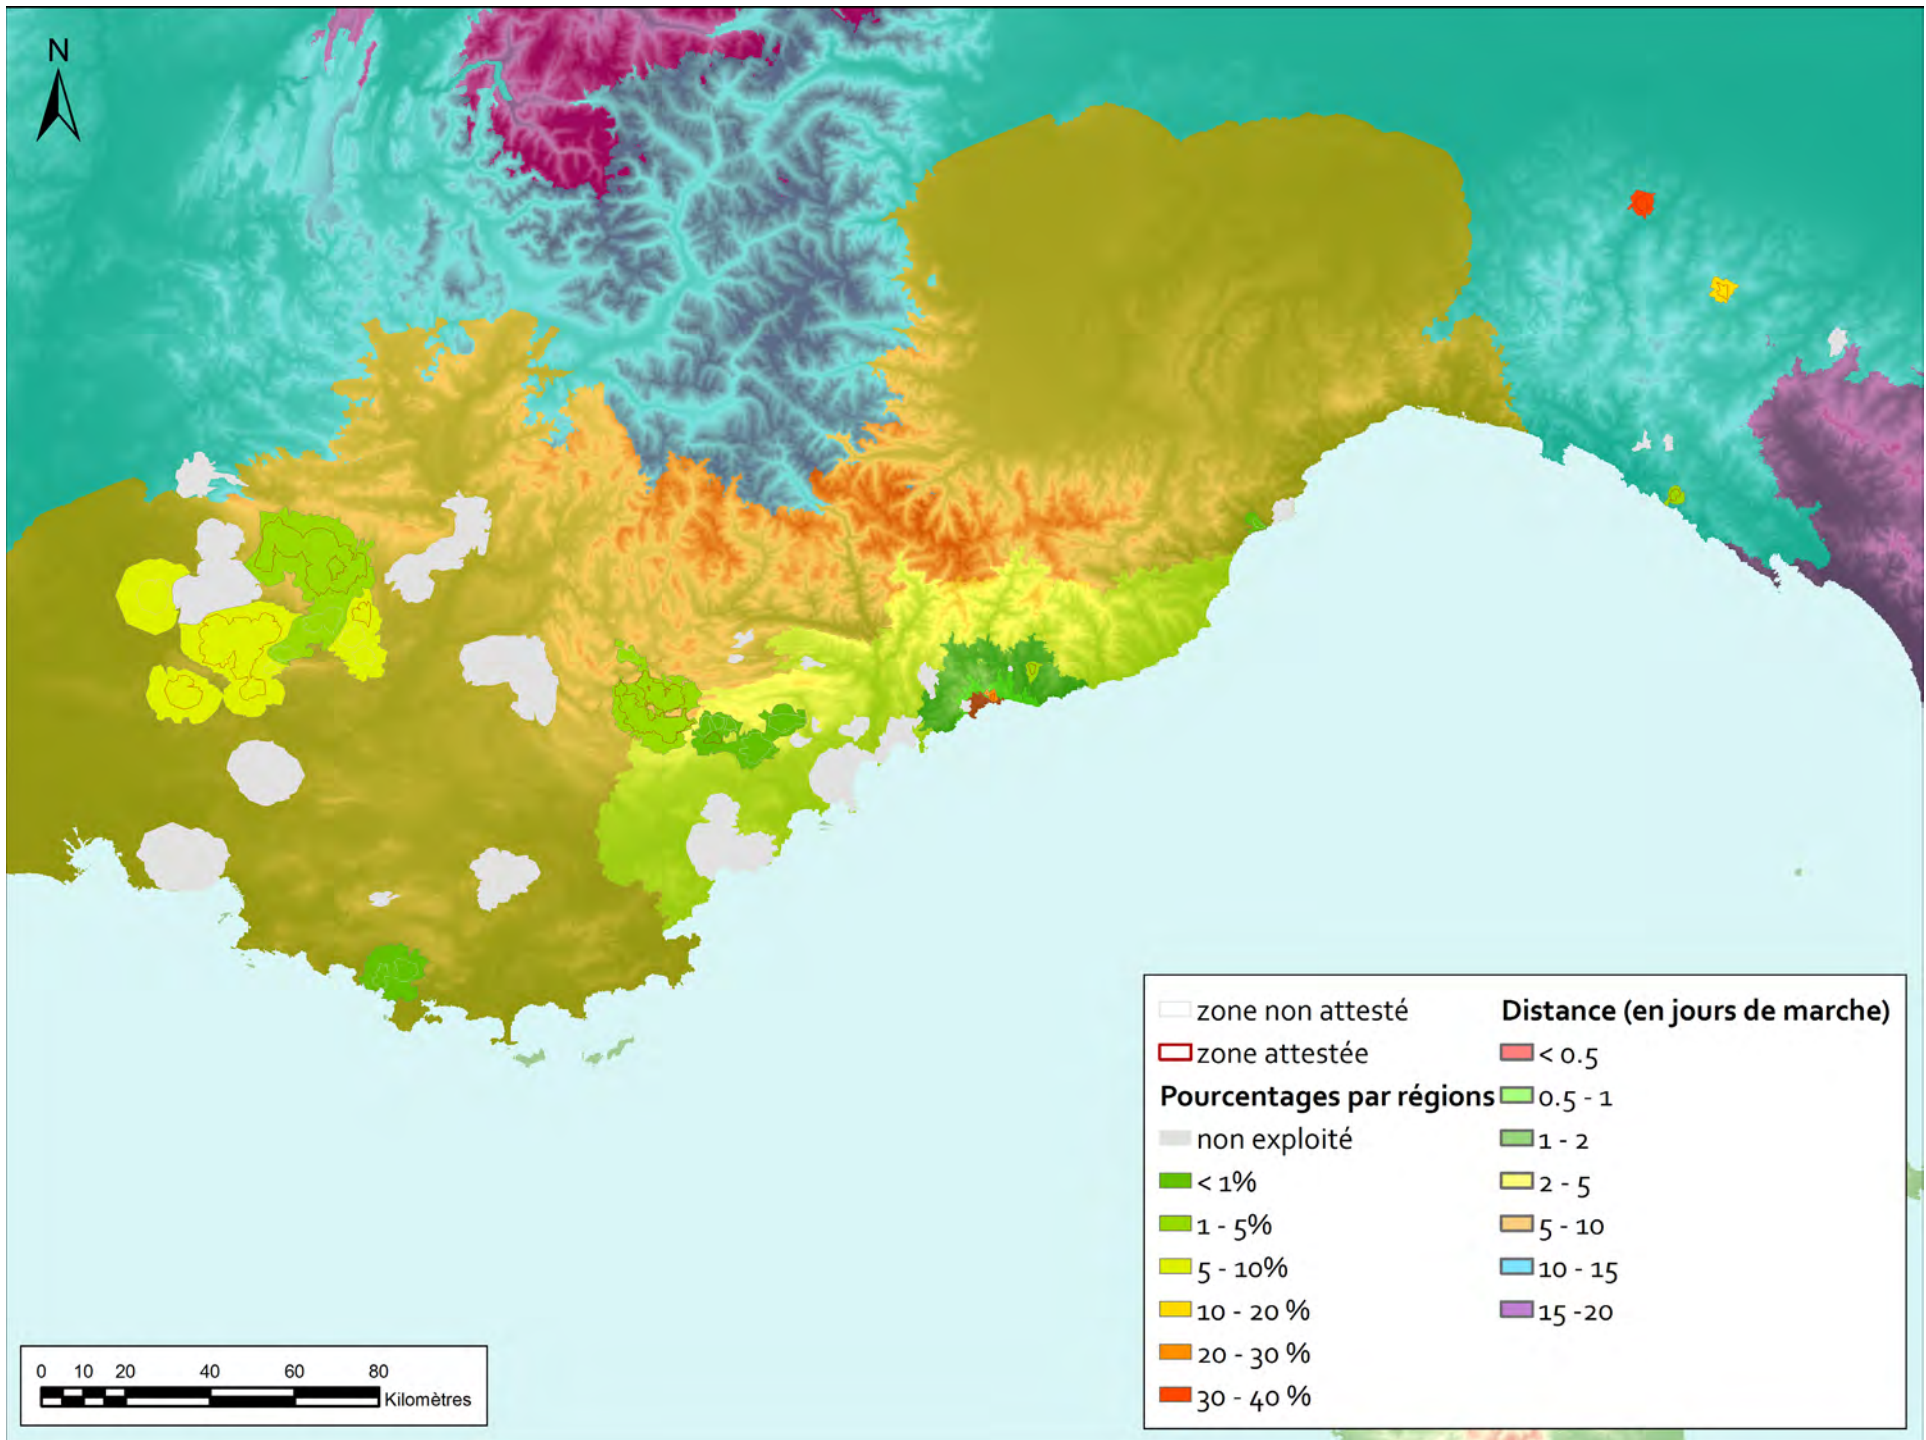 N
zone non attesté
zone attestée
Pourcentages par régions
non exploité
< 1%
1 - 5%
5 - 10%
10 - 20 %
20 - 30 %
30 - 40 %
Distance (en jours de marche)
< 0.5
0.5 - 1
1 - 2
2 - 5
5 - 10
10 - 15
15 -20
0 10 20 40 60 80
Kilomètres